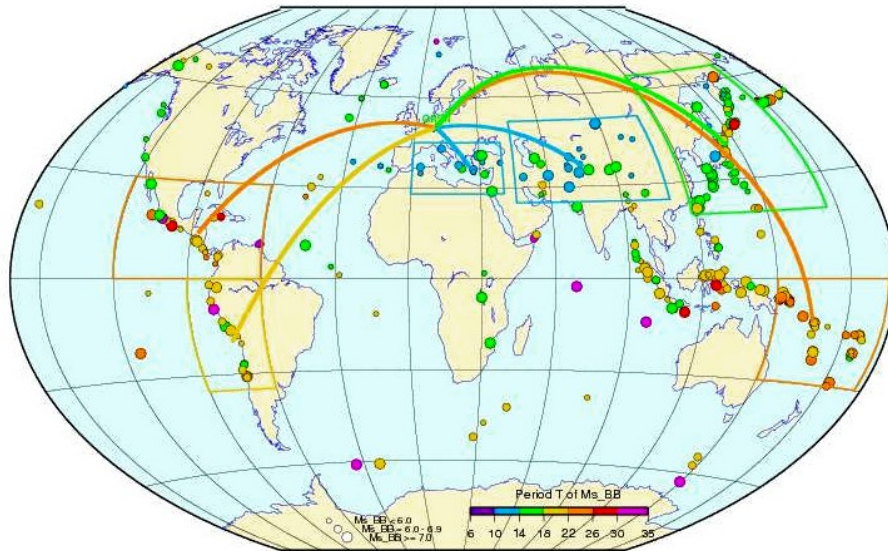 Period T of Ms_BB
Ms_BB < 6.0
Ms_BB = 6.0 - 6.9
Ms_BB >= 7.0
6 10 14 18 22 26 30 35